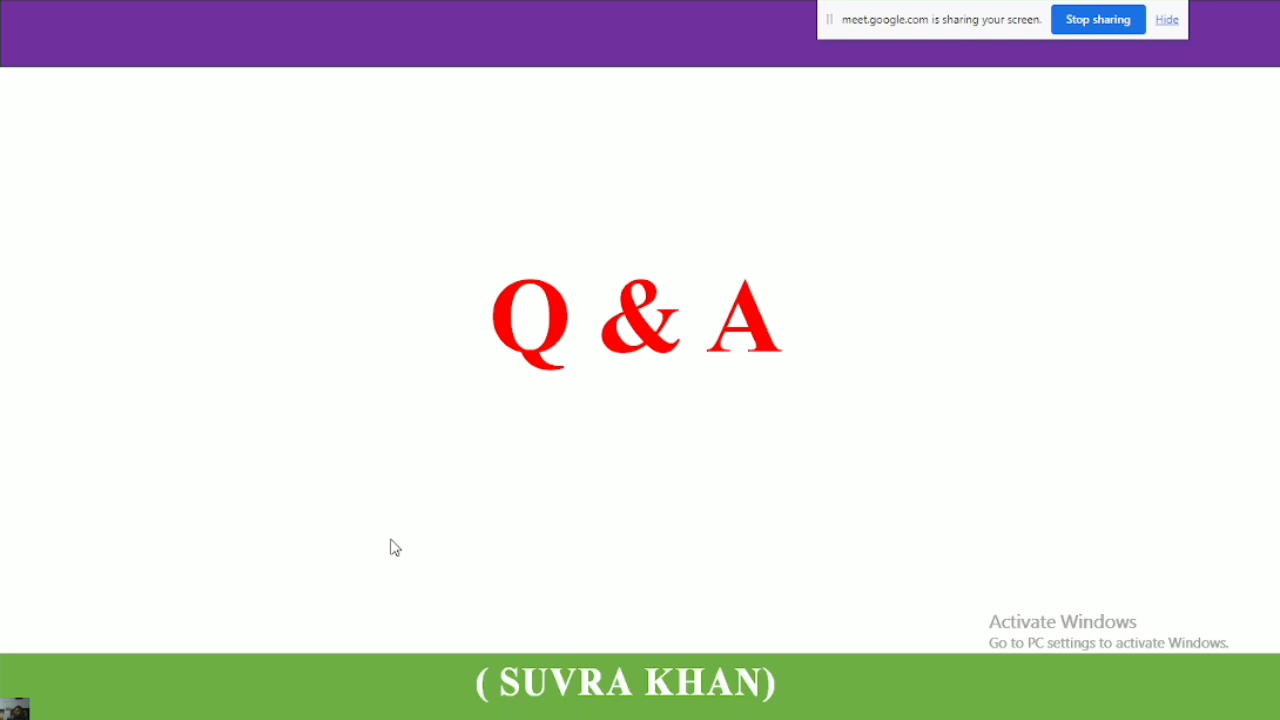 meet.google.com is sharing your screen. Stop sharing Hide
Q & A
Activate Windows
Go to PC settings to activate Windows.
( SUVRA KHAN)